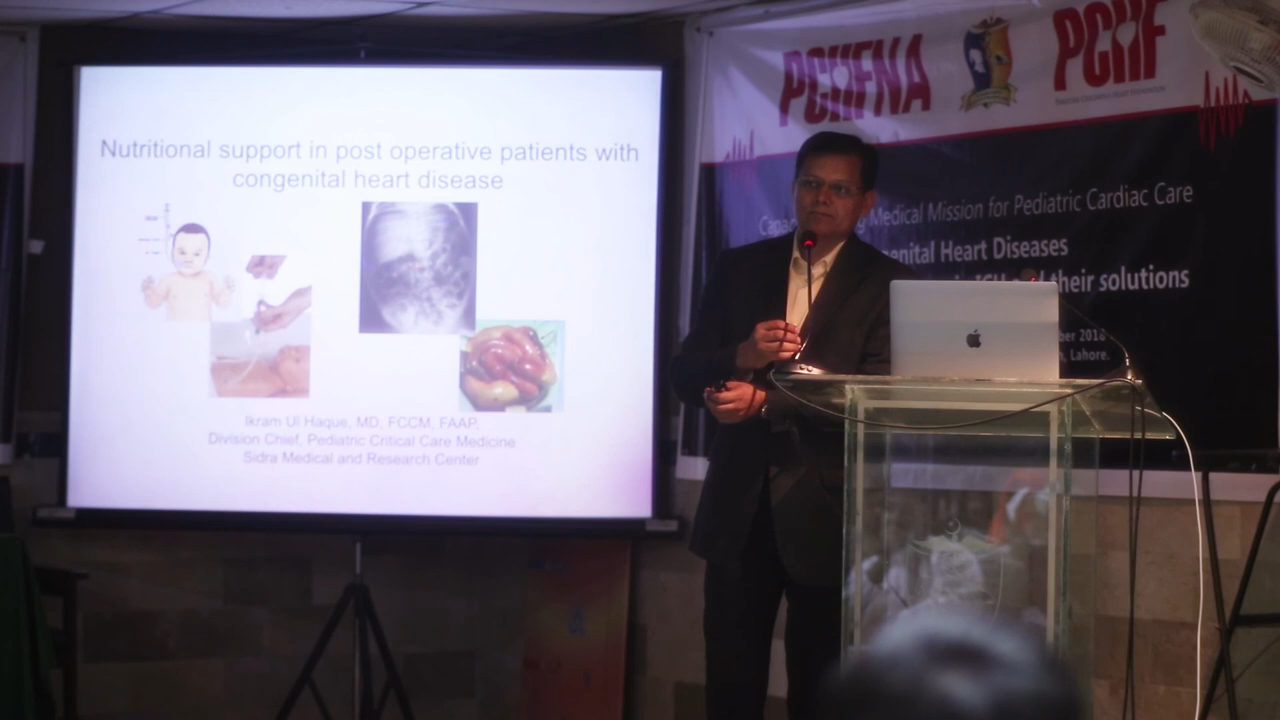 Nutritional support in post operative patients with
congenital heart disease
Ikram Ul Haque, MD, FCCM, FAAP,
Division Chief, Pediatric Critical Care Medicine
Sidra Medical and Research Center
PCHFNA
PCHF
Medical Mission for Pediatric Cardiac Care
Heart Diseases
ICU their solutions
2018
Lahore.